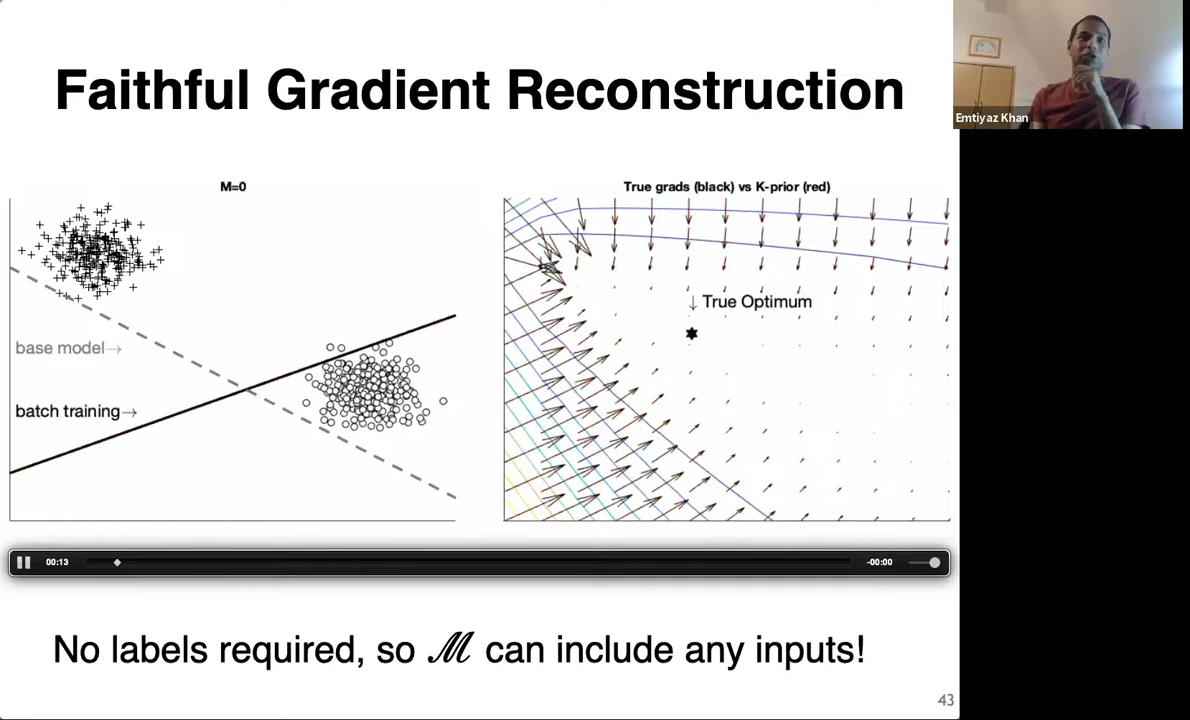 Faithful Gradient Reconstruction
Emtiyaz Khan
M=0
True grads (black) vs K-prior (red)
↓ True Optimum
base model→
batch training→
00:13
-00:00
No labels required, so ℳ can include any inputs!
43